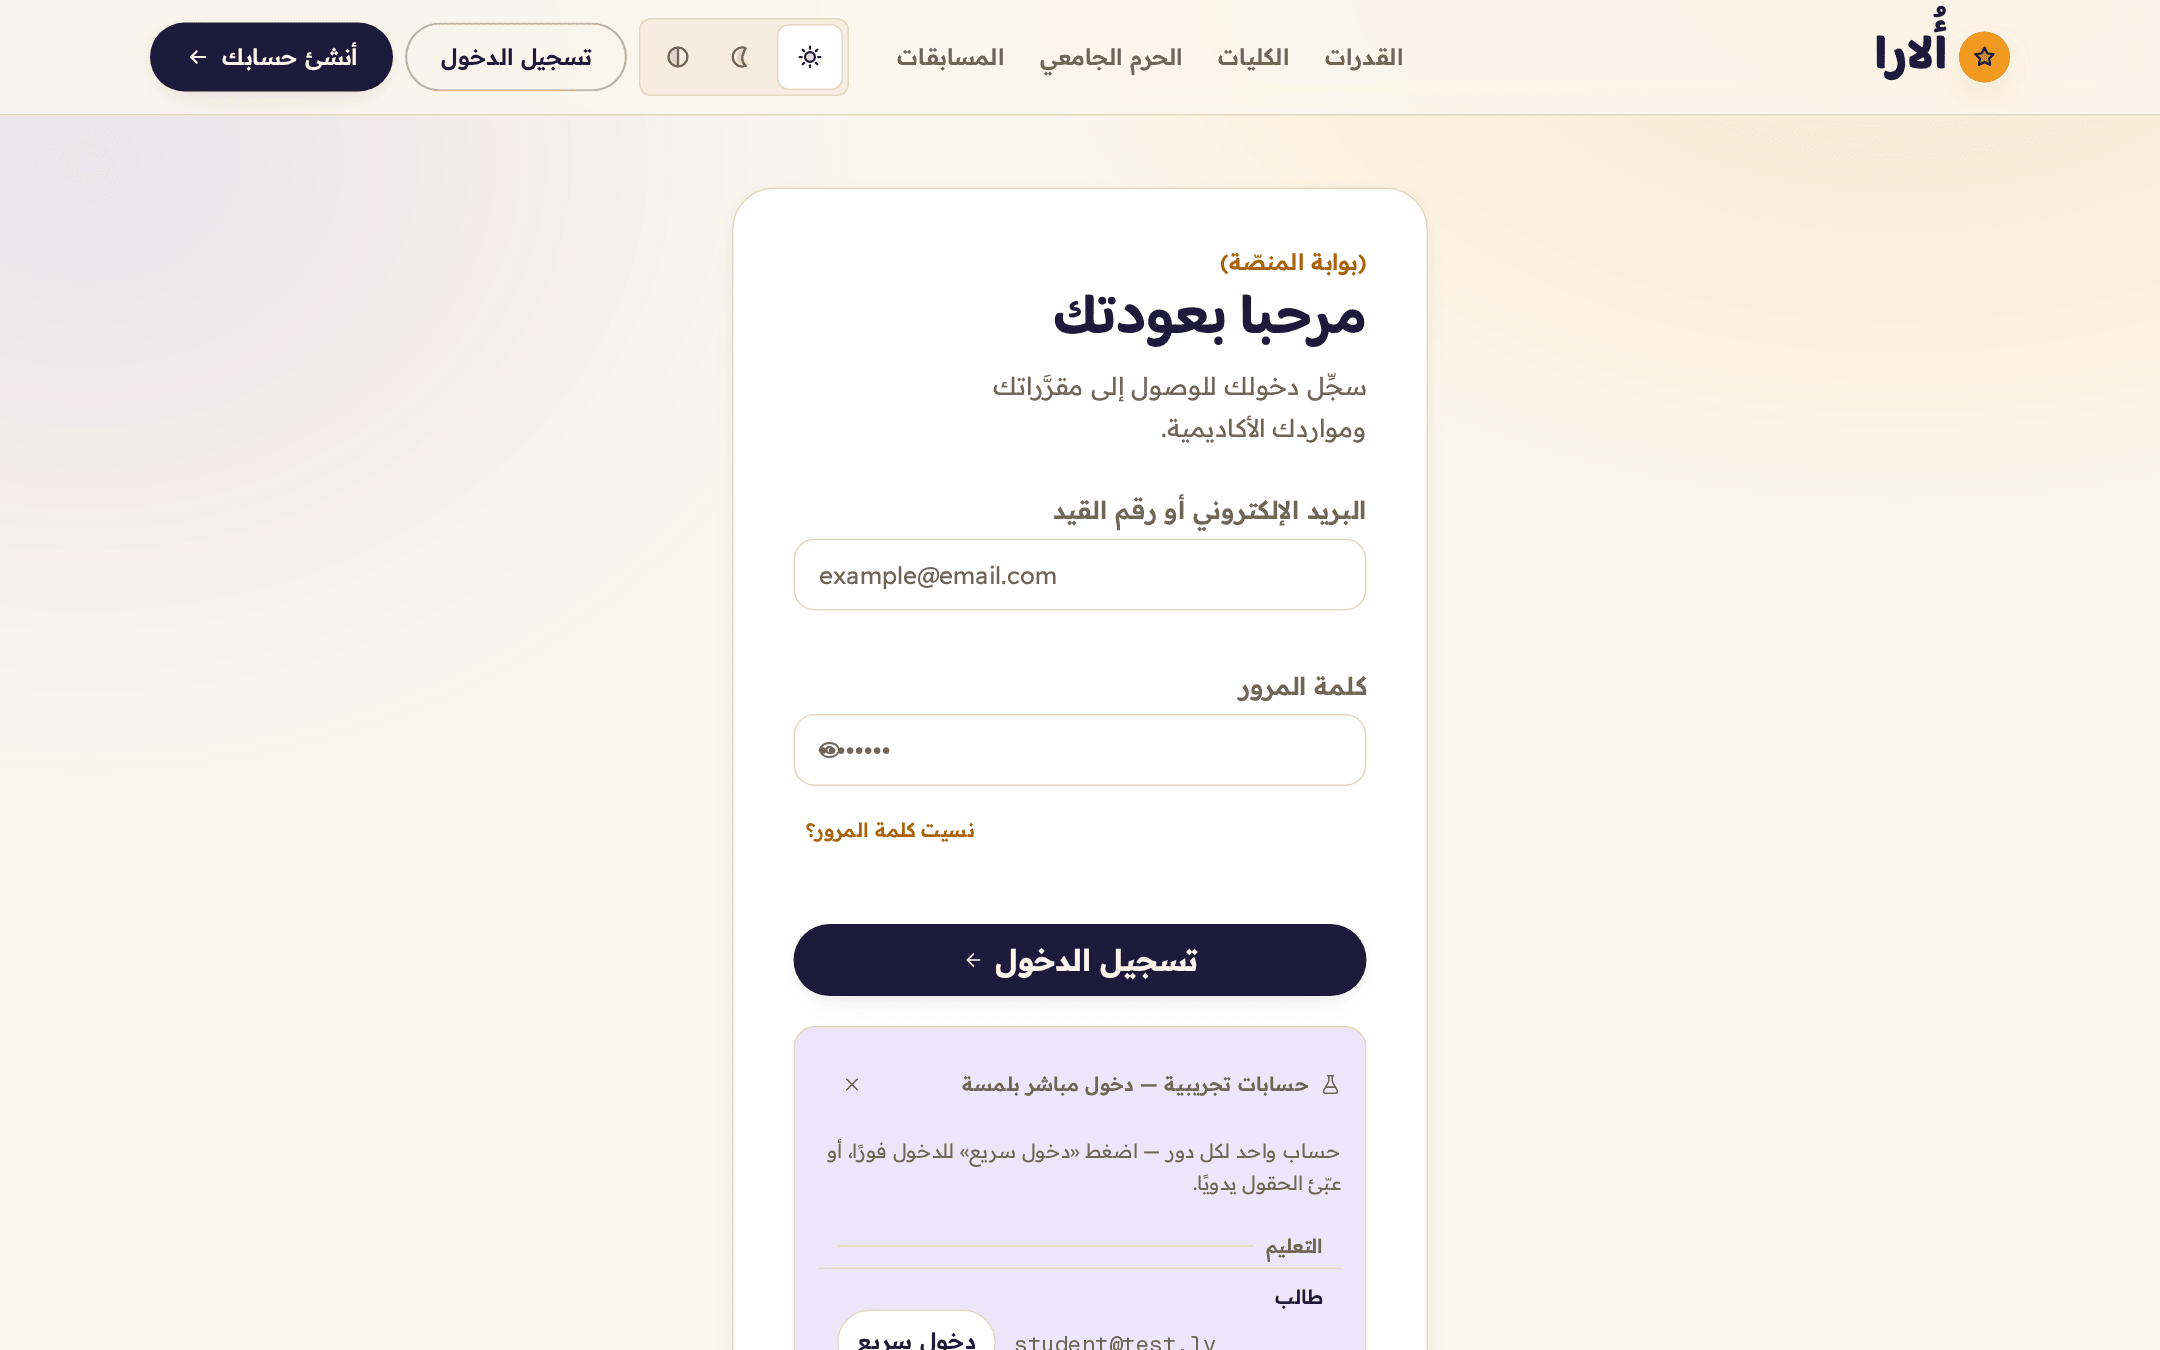 أُلارا
القدرات
الكليات
الحرم الجامعي
المسابقات
تسجيل الدخول
أنشئ حسابك ←
(بوابة المنصّة)
مرحبا بعودتك
سجِّل دخولك للوصول إلى مقرَّراتك
ومواردك الأكاديمية.
البريد الإلكتروني أو رقم القيد
example@email.com
كلمة المرور
نسيت كلمة المرور؟
تسجيل الدخول ←
حسابات تجريبية — دخول مباشر بلمسة
حساب واحد لكل دور — اضغط «دخول سريع» للدخول فورًا، أو
عبّئ الحقول يدويًا.
التعليم
طالب
student@test.ly
دخول سريع